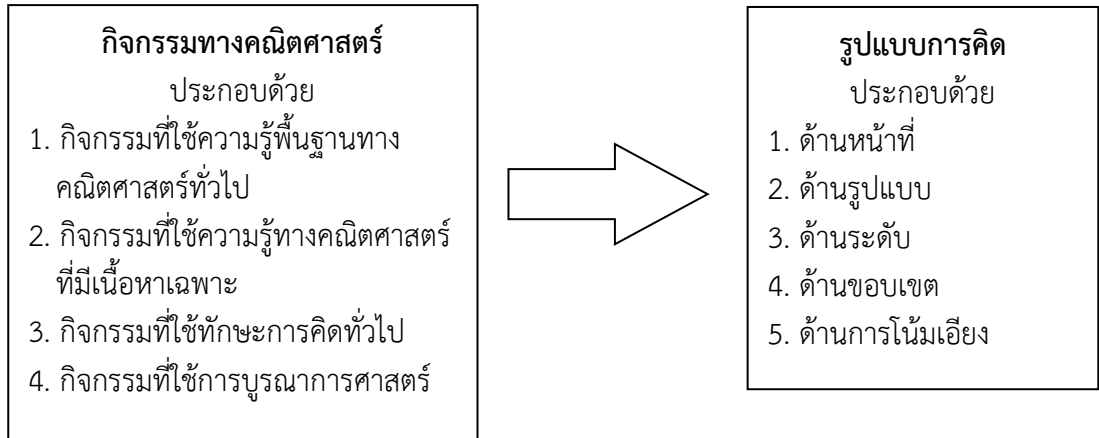 กิจกรรมทางคณิตศาสตร์
ประกอบด้วย
1. กิจกรรมที่ใช้ความรู้พื้นฐานทาง
คณิตศาสตร์ทั่วไป
2. กิจกรรมที่ใช้ความรู้ทางคณิตศาสตร์
ที่มีเนื้อหาเฉพาะ
3. กิจกรรมที่ใช้ทักษะการคิดทั่วไป
4. กิจกรรมที่ใช้การบูรณาการศาสตร์
รูปแบบการคิด
ประกอบด้วย
1. ด้านหน้าที่
2. ด้านรูปแบบ
3. ด้านระดับ
4. ด้านขอบเขต
5. ด้านการโน้มเอียง